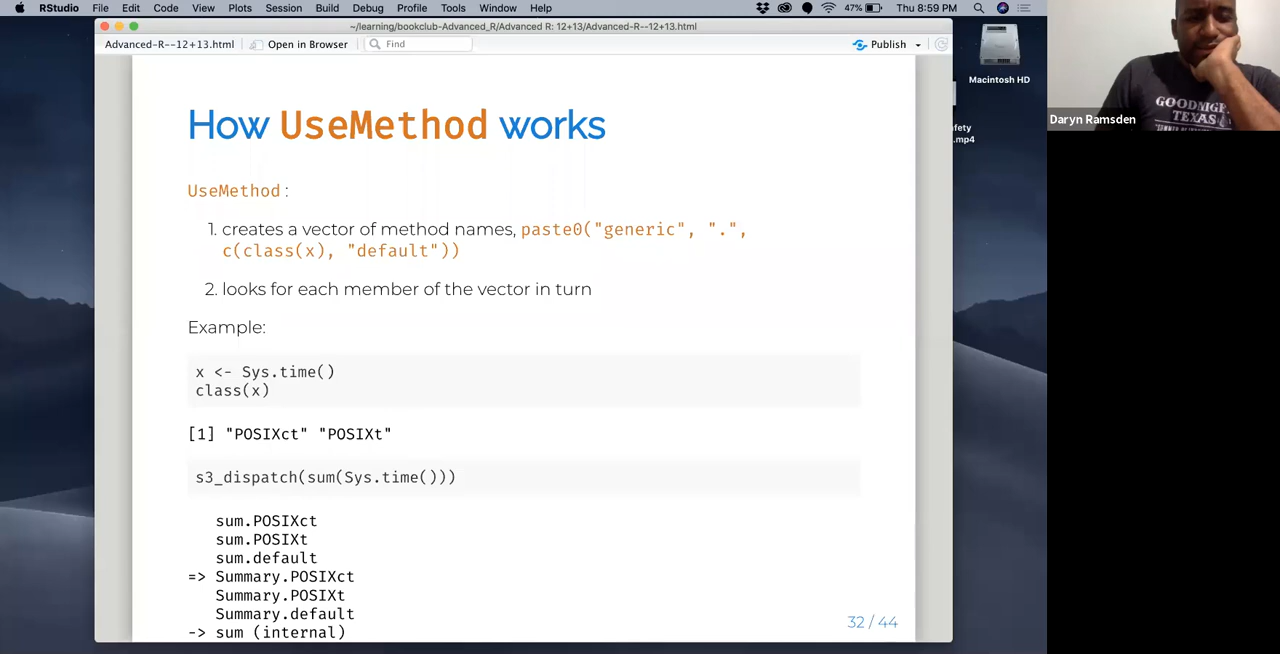 RStudio File Edit Code View Plots Session Build Debug Profile Tools Window Help 47% Thu 8:59 PM
~/learning/bookclub-Advanced_R/Advanced R: 12+13/Advanced-R--12+13.html
Advanced-R--12+13.html Open in Browser Find Publish
Macintosh HD
How UseMethod works
UseMethod:
1. creates a vector of method names, paste0("generic", ".",
c(class(x), "default"))
2. looks for each member of the vector in turn
Example:
x <- Sys.time()
class(x)
[1] "POSIXct" "POSIXt"
s3_dispatch(sum(Sys.time()))
sum.POSIXct
sum.POSIXt
sum.default
=> Summary.POSIXct
Summary.POSIXt
Summary.default
-> sum (internal)
32 / 44
.mp4
TEXAS
Daryn Ramsden